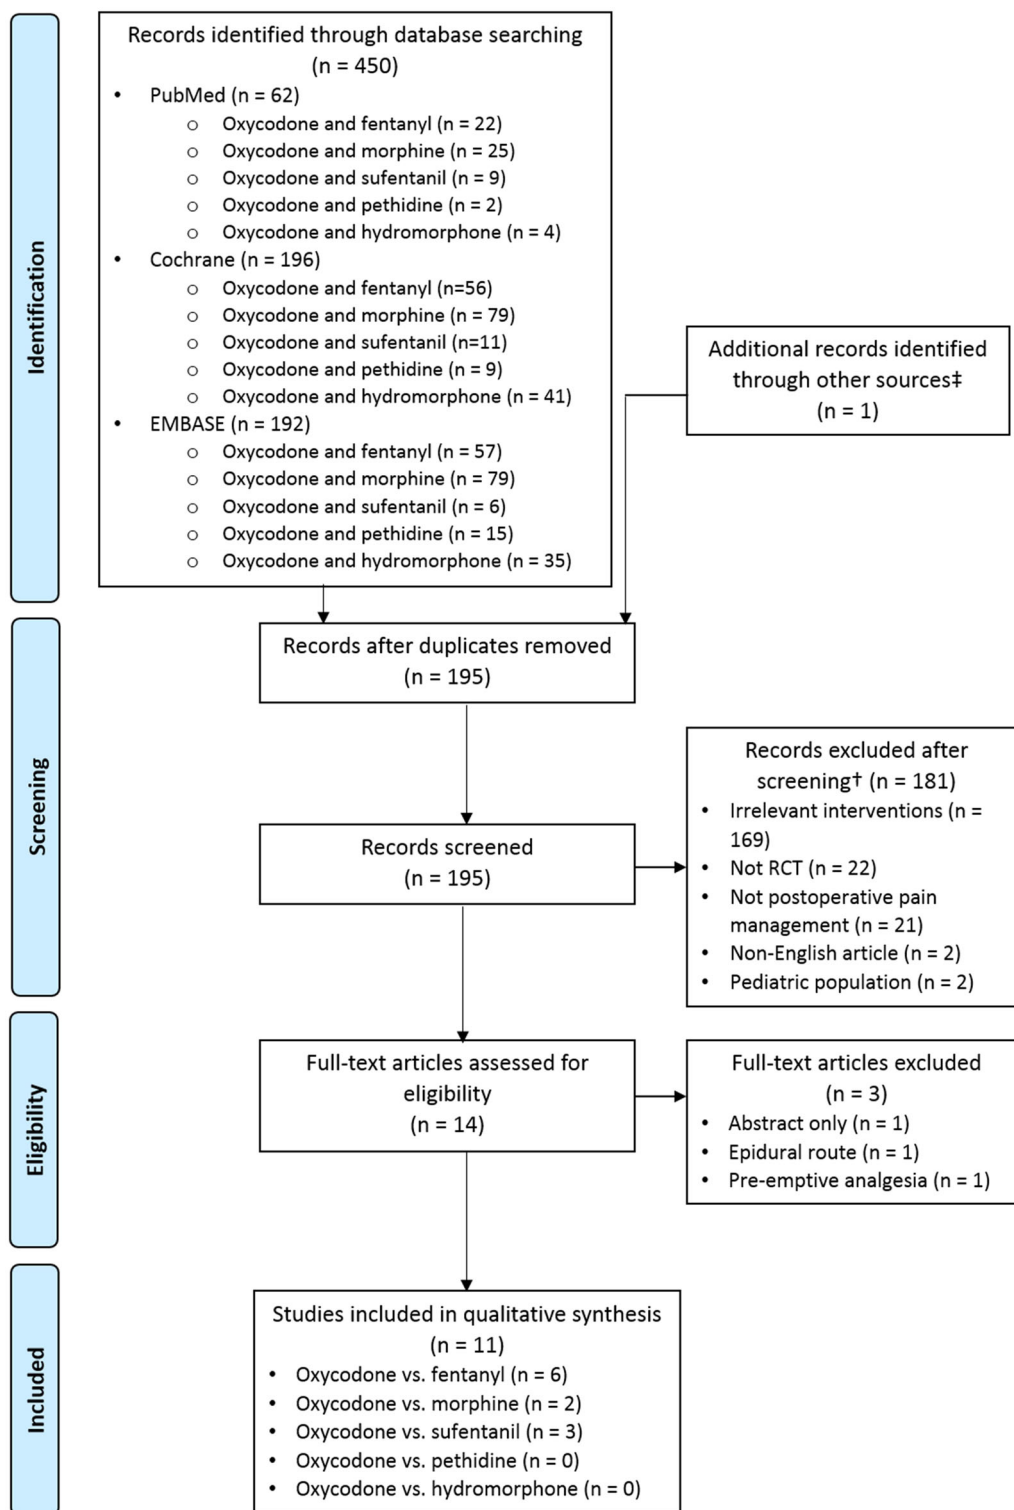 Identification
Records identified through database searching
(n = 450)
• PubMed (n = 62)
o Oxycodone and fentanyl (n = 22)
o Oxycodone and morphine (n = 25)
o Oxycodone and sufentanil (n = 9)
o Oxycodone and pethidine (n = 2)
o Oxycodone and hydromorphone (n = 4)
• Cochrane (n = 196)
o Oxycodone and fentanyl (n=56)
o Oxycodone and morphine (n = 79)
o Oxycodone and sufentanil (n=11)
o Oxycodone and pethidine (n = 9)
o Oxycodone and hydromorphone (n = 41)
• EMBASE (n = 192)
o Oxycodone and fentanyl (n = 57)
o Oxycodone and morphine (n = 79)
o Oxycodone and sufentanil (n = 6)
o Oxycodone and pethidine (n = 15)
o Oxycodone and hydromorphone (n = 35)
Additional records identified
through other sources‡
(n = 1)
Screening
Records after duplicates removed
(n = 195)
Records screened
(n = 195)
Records excluded after
screening† (n = 181)
• Irrelevant interventions (n =
169)
• Not RCT (n = 22)
• Not postoperative pain
management (n = 21)
• Non-English article (n = 2)
• Pediatric population (n = 2)
Eligibility
Full-text articles assessed for
eligibility
(n = 14)
Full-text articles excluded
(n = 3)
• Abstract only (n = 1)
• Epidural route (n = 1)
• Pre-emptive analgesia (n = 1)
Included
Studies included in qualitative synthesis
(n = 11)
• Oxycodone vs. fentanyl (n = 6)
• Oxycodone vs. morphine (n = 2)
• Oxycodone vs. sufentanil (n = 3)
• Oxycodone vs. pethidine (n = 0)
• Oxycodone vs. hydromorphone (n = 0)